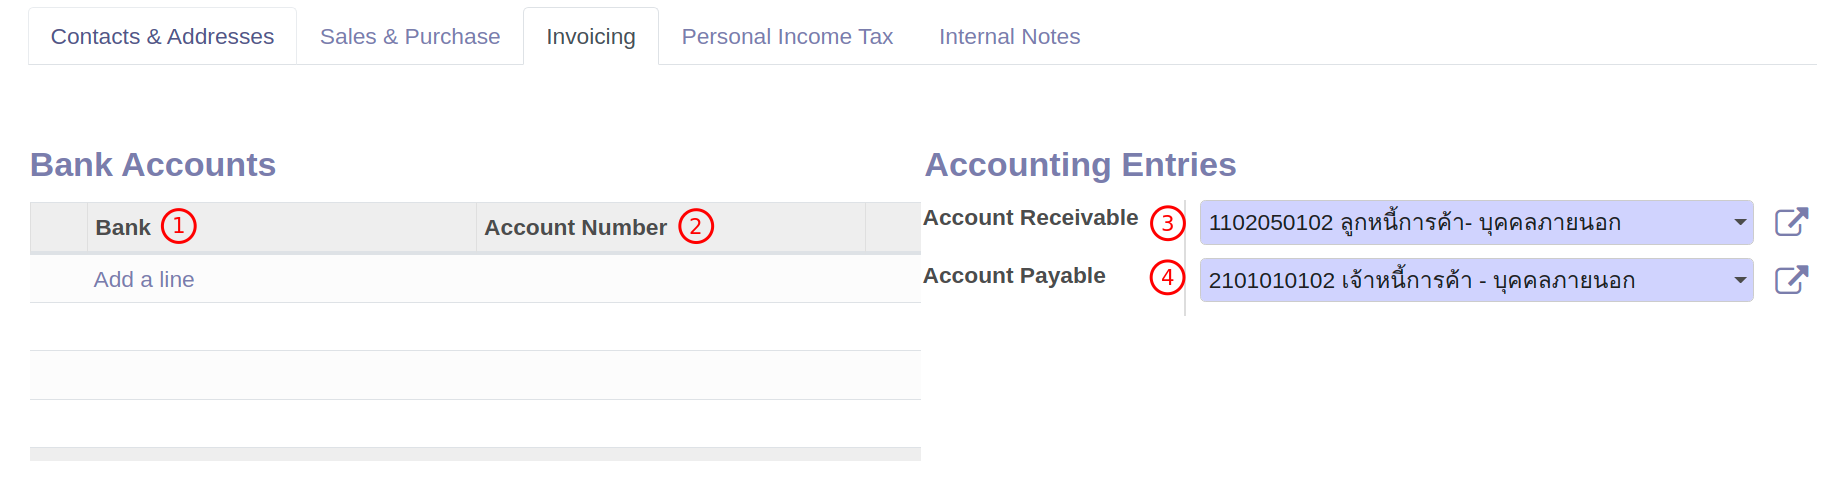 Contacts & Addresses Sales & Purchase Invoicing Personal Income Tax Internal Notes
Bank Accounts
Bank 1 Account Number 2
Add a line
Accounting Entries
Account Receivable 3 1102050102 ลูกหนี้การค้า- บุคคลภายนอก
Account Payable 4 2101010102 เจ้าหนี้การค้า - บุคคลภายนอก